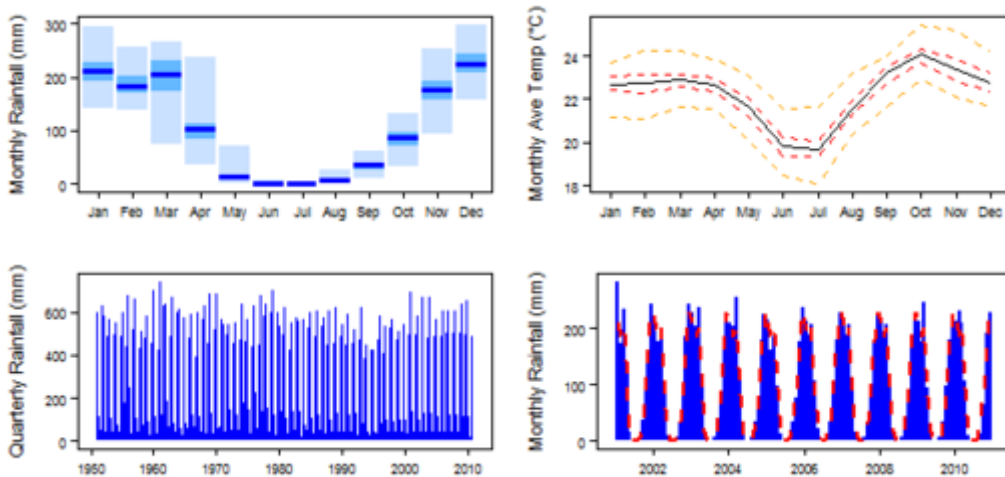 Monthly Rainfall (mm)
300
200
100
0
Jan Feb Mar Apr May Jun Jul Aug Sep Oct Nov Dec
Monthly Ave Temp (°C)
24
22
20
18
Jan Feb Mar Apr May Jun Jul Aug Sep Oct Nov Dec
Quarterly Rainfall (mm)
600
400
200
0
1950 1960 1970 1980 1990 2000 2010
Monthly Rainfall (mm)
200
100
0
2002 2004 2006 2008 2010